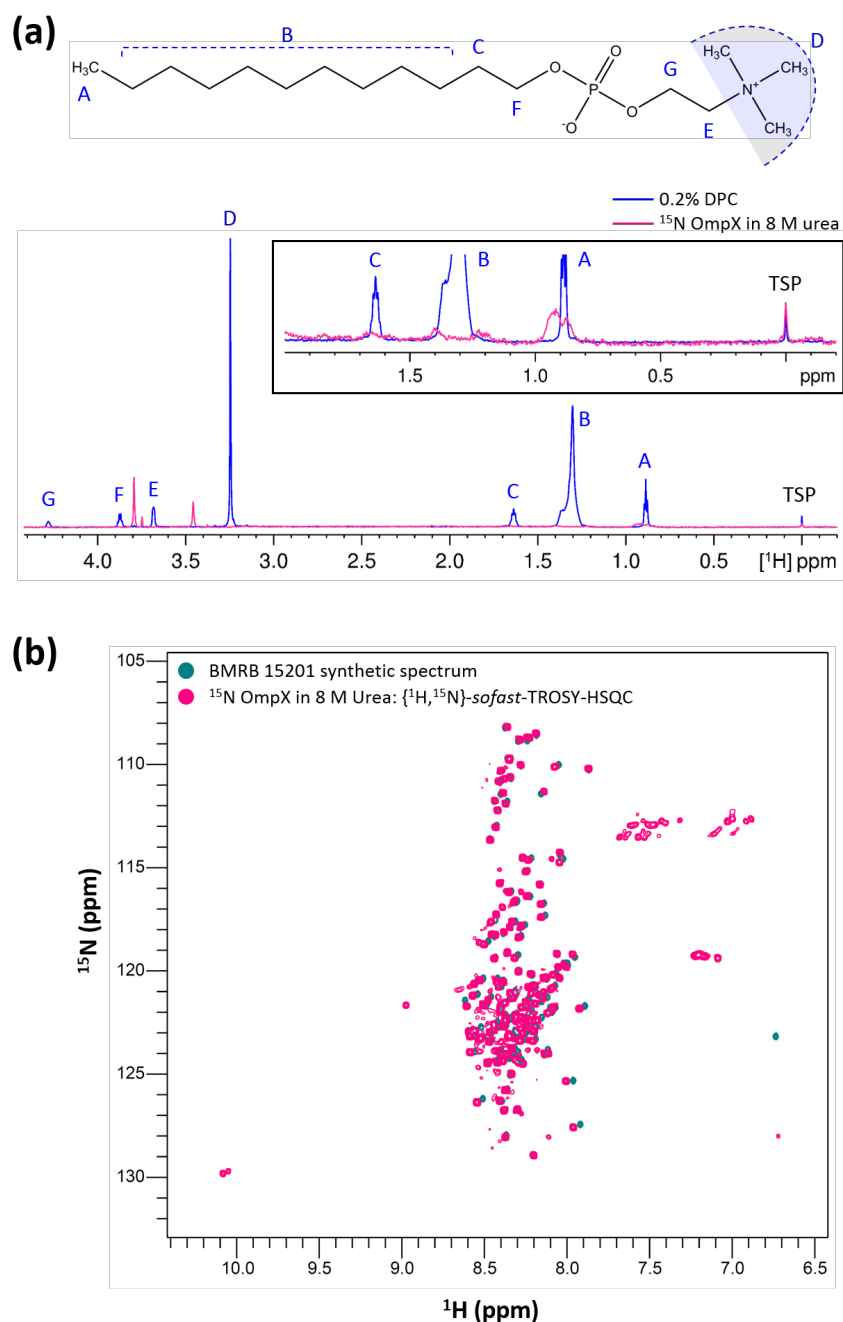 (a)
B
D
H₃C
C
O
O
H₃C
CH₃
G
P
N⁺
A
F
O
⁻O
E
CH₃
0.2% DPC
¹⁵N OmpX in 8 M urea
D
C
B
A
TSP
1.5 1.0 0.5 ppm
B
A
G F E
C
TSP
4.0 3.5 3.0 2.5 2.0 1.5 1.0 0.5 [¹H] ppm
(b)
105
BMRB 15201 synthetic spectrum
¹⁵N OmpX in 8 M Urea: {¹H,¹⁵N}-sofast-TROSY-HSQC
110
115
¹⁵N (ppm)
120
125
130
10.0 9.5 9.0 8.5 8.0 7.5 7.0 6.5
¹H (ppm)